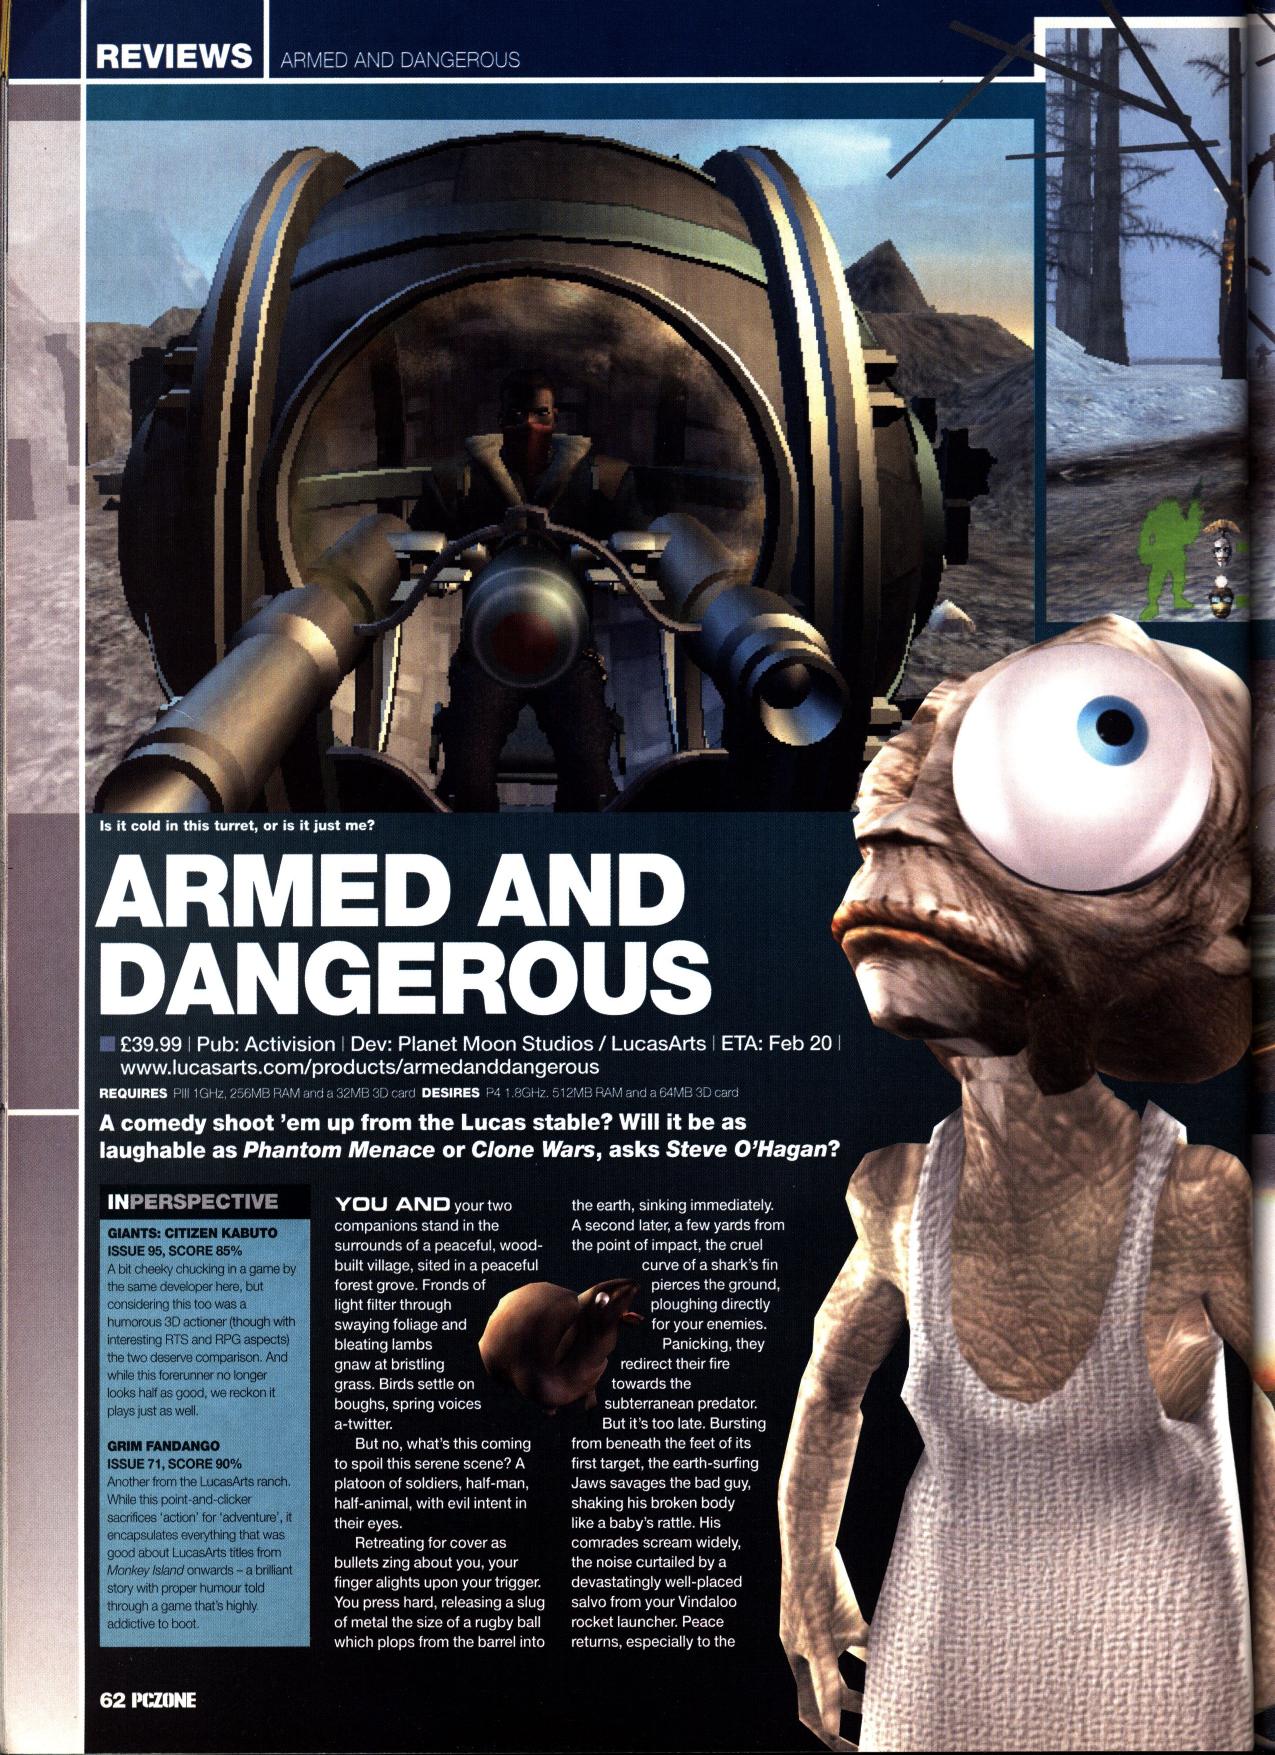 REVIEWS
ARMED AND DANGEROUS
Is it cold in this turret, or is it just me?
ARMED AND
DANGEROUS
£39.99 | Pub: Activision | Dev: Planet Moon Studios / LucasArts | ETA: Feb 20 |
www.lucasarts.com/products/armedanddangerous
REQUIRES PIII 1GHz, 256MB RAM and a 32MB 3D card DESIRES P4 1.8GHz. 512MB RAM and a 64MB 3D card
A comedy shoot ’em up from the Lucas stable? Will it be as
laughable as Phantom Menace or Clone Wars, asks Steve O’Hagan?
INPERSPECTIVE
GIANTS: CITIZEN KABUTO
ISSUE 95, SCORE 85%
A bit cheeky chucking in a game by
the same developer here, but
considering this too was a
humorous 3D actioner (though with
interesting RTS and RPG aspects)
the two deserve comparison. And
while this forerunner no longer
looks half as good, we reckon it
plays just as well.
GRIM FANDANGO
ISSUE 71, SCORE 90%
Another from the LucasArts ranch.
While this point-and-clicker
sacrifices ‘action’ for ‘adventure’, it
encapsulates everything that was
good about LucasArts titles from
Monkey Island onwards – a brilliant
story with proper humour told
through a game that’s highly
addictive to boot.
YOU AND your two
companions stand in the
surrounds of a peaceful, wood-
built village, sited in a peaceful
forest grove. Fronds of
light filter through
swaying foliage and
bleating lambs
gnaw at bristling
grass. Birds settle on
boughs, spring voices
a-twitter.
But no, what’s this coming
to spoil this serene scene? A
platoon of soldiers, half-man,
half-animal, with evil intent in
their eyes.
Retreating for cover as
bullets zing about you, your
finger alights upon your trigger.
You press hard, releasing a slug
of metal the size of a rugby ball
which plops from the barrel into
the earth, sinking immediately.
A second later, a few yards from
the point of impact, the cruel
curve of a shark’s fin
pierces the ground,
ploughing directly
for your enemies.
Panicking, they
redirect their fire
towards the
subterranean predator.
But it’s too late. Bursting
from beneath the feet of its
first target, the earth-surfing
Jaws savages the bad guy,
shaking his broken body
like a baby’s rattle. His
comrades scream widely,
the noise curtailed by a
devastatingly well-placed
salvo from your Vindaloo
rocket launcher. Peace
returns, especially to the
62 PCZONE